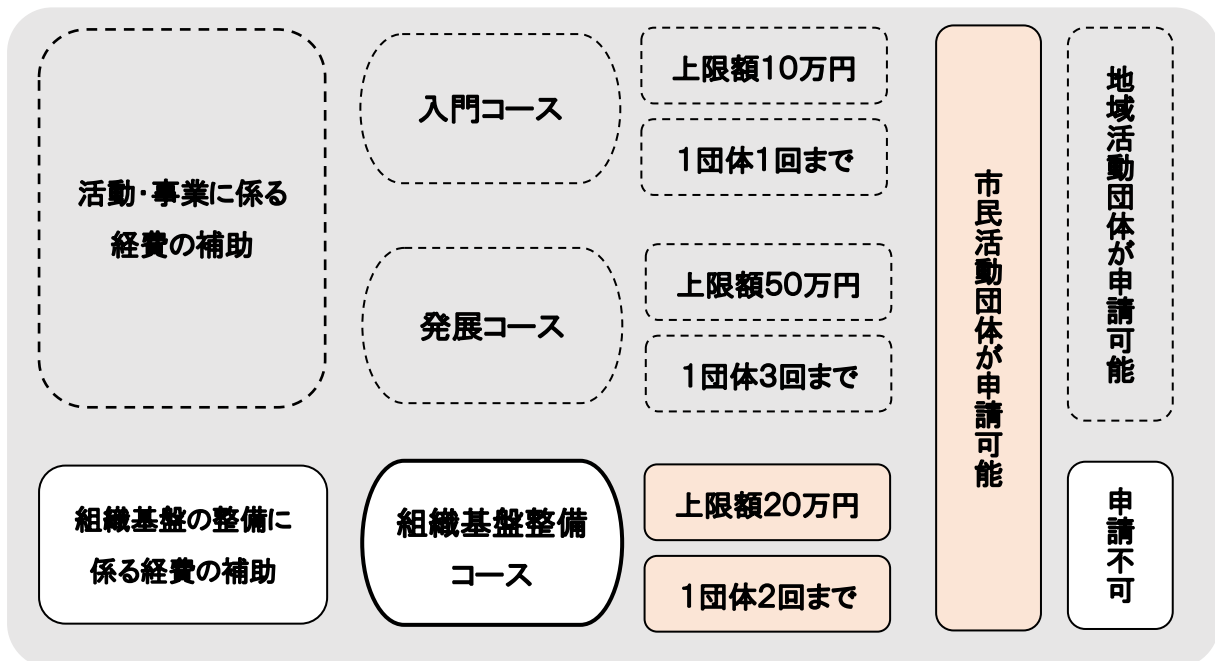 活動・事業に係る
経費の補助
入門コース
上限額10万円
1団体1回まで
発展コース
上限額50万円
1団体3回まで
組織基盤の整備に
係る経費の補助
組織基盤整備
コース
上限額20万円
1団体2回まで
市民活動団体が申請可能
地域活動団体が申請可能
申請不可